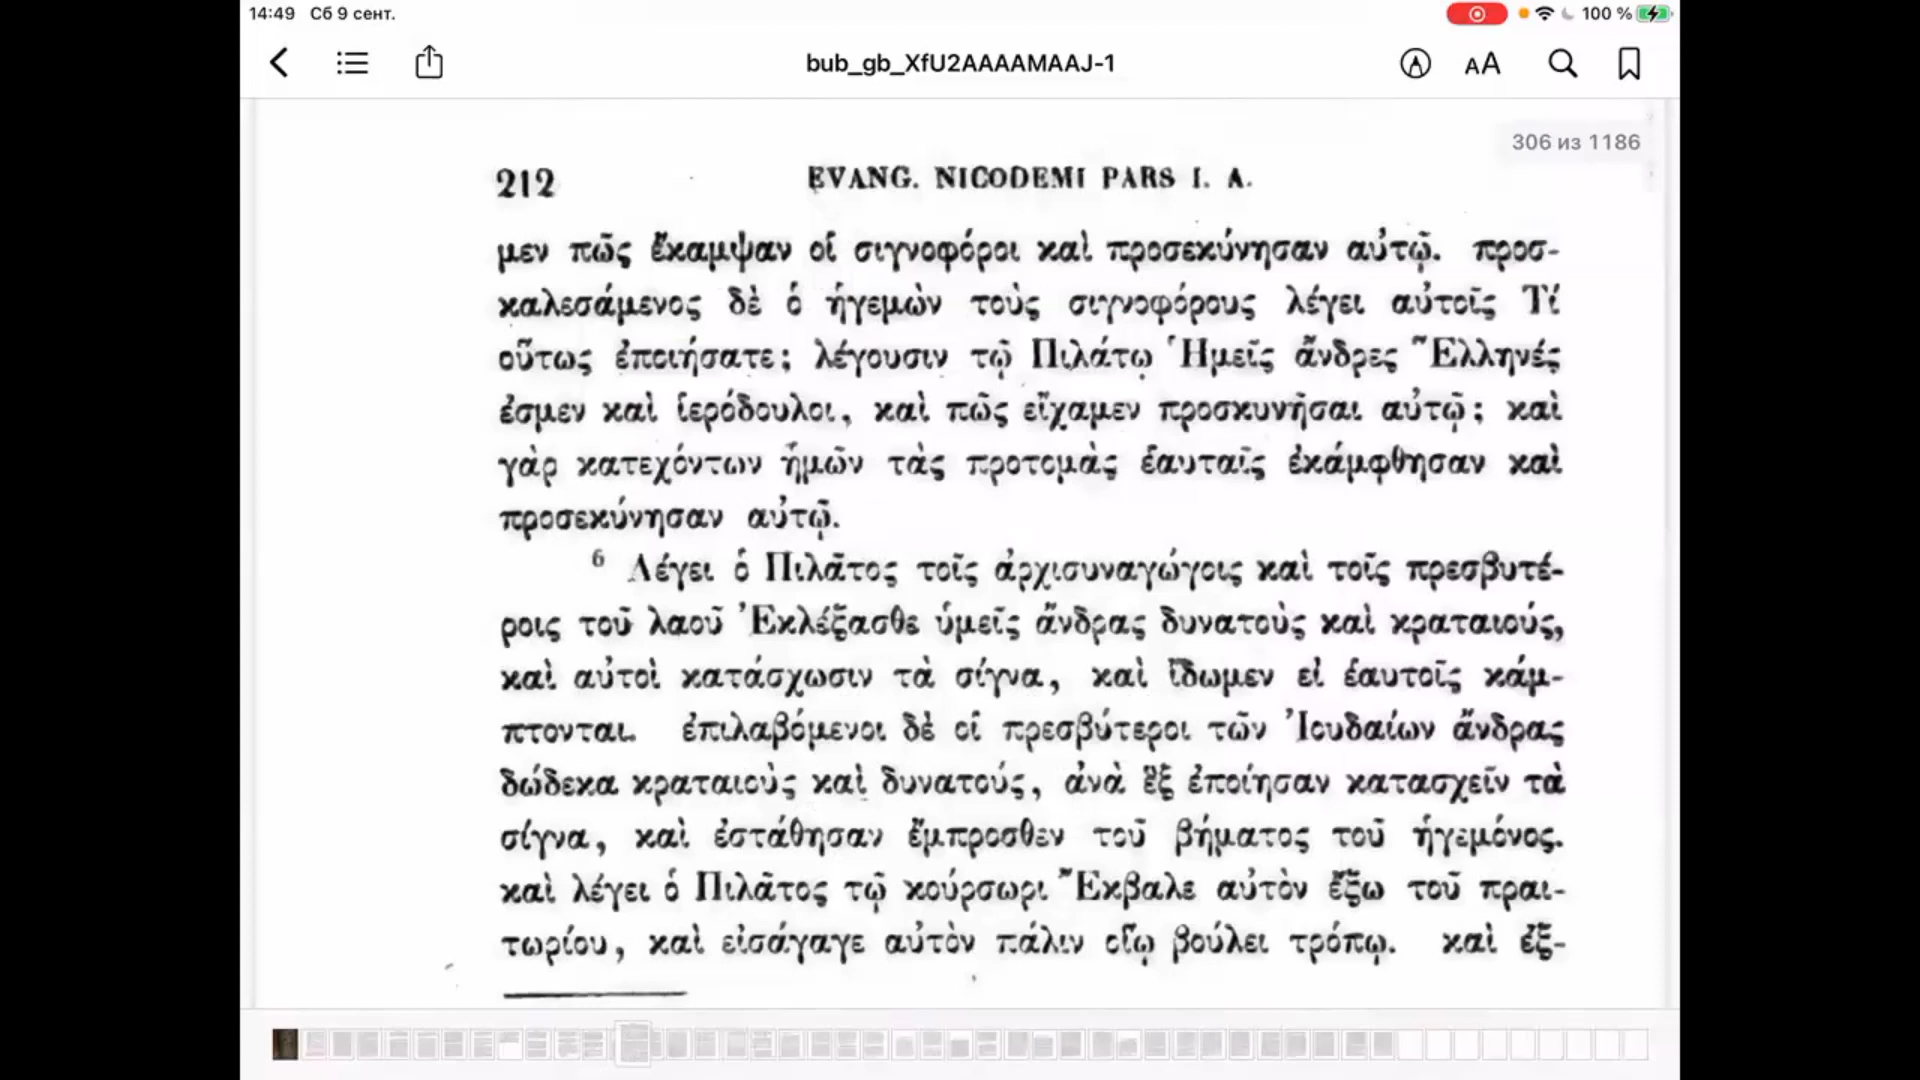 14:49 Сб 9 сент. 100 %
bub_gb_XfU2AAAAMAAJ-1
AA
306 из 1186
212 EVANG. NICODEMI PARS I. A.
μεν πῶς ἔκαμψαν οἱ σιγνοφόροι καὶ προσεκύνησαν αὐτῷ. προσ-
καλεσάμενος δὲ ὁ ἡγεμὼν τοὺς σιγνοφόρους λέγει αὐτοῖς Τί
οὕτως ἐποιήσατε; λέγουσιν τῷ Πιλάτῳ Ἡμεῖς ἄνδρες Ἕλληνές
ἐσμεν καὶ ἱερόδουλοι, καὶ πῶς εἴχαμεν προσκυνῆσαι αὐτῷ; καὶ
γὰρ κατεχόντων ἡμῶν τὰς προτομὰς ἑαυταῖς ἐκάμφθησαν καὶ
προσεκύνησαν αὐτῷ.
6 Λέγει ὁ Πιλᾶτος τοῖς ἀρχισυναγώγοις καὶ τοῖς πρεσβυτέ-
ροις τοῦ λαοῦ Ἐκλέξασθε ὑμεῖς ἄνδρας δυνατοὺς καὶ κραταιούς,
καὶ αὐτοὶ κατάσχωσιν τὰ σίγνα, καὶ ἴδωμεν εἰ ἑαυτοῖς κάμ-
πτονται. ἐπιλαβόμενοι δὲ οἱ πρεσβύτεροι τῶν Ἰουδαίων ἄνδρας
δώδεκα κραταιοὺς καὶ δυνατούς, ἀνὰ ἓξ ἐποίησαν κατασχεῖν τὰ
σίγνα, καὶ ἐστάθησαν ἔμπροσθεν τοῦ βήματος τοῦ ἡγεμόνος.
καὶ λέγει ὁ Πιλᾶτος τῷ κούρσωρι Ἔκβαλε αὐτὸν ἔξω τοῦ πραι-
τωρίου, καὶ εἰσάγαγε αὐτὸν πάλιν οἵῳ βούλει τρόπῳ. καὶ ἐξ-